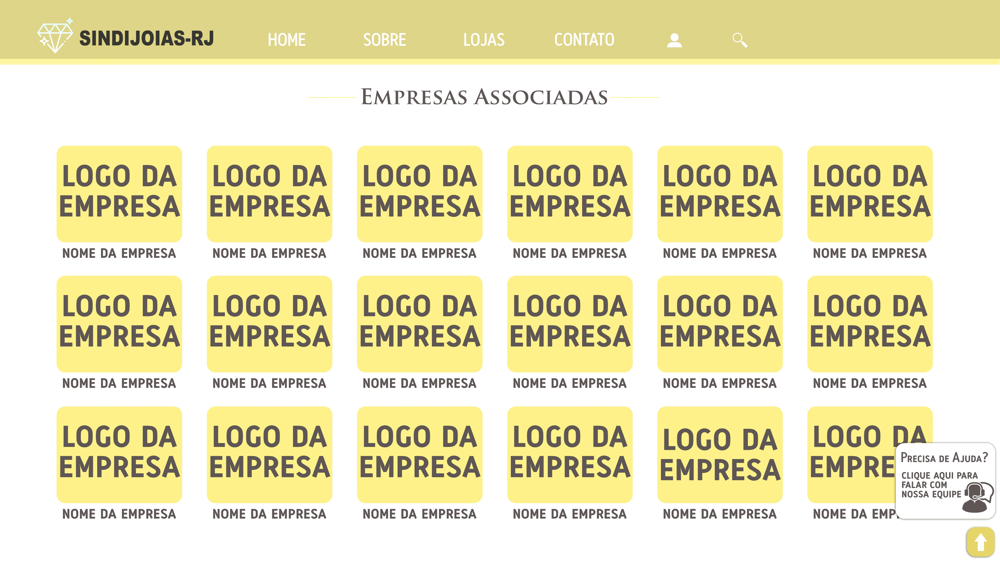 SINDIJOIAS-RJ HOME SOBRE LOJAS CONTATO
EMPRESAS ASSOCIADAS
LOGO DA EMPRESA
LOGO DA EMPRESA
LOGO DA EMPRESA
LOGO DA EMPRESA
LOGO DA EMPRESA
LOGO DA EMPRESA
NOME DA EMPRESA NOME DA EMPRESA NOME DA EMPRESA NOME DA EMPRESA NOME DA EMPRESA NOME DA EMPRESA
LOGO DA EMPRESA
LOGO DA EMPRESA
LOGO DA EMPRESA
LOGO DA EMPRESA
LOGO DA EMPRESA
LOGO DA EMPRESA
NOME DA EMPRESA NOME DA EMPRESA NOME DA EMPRESA NOME DA EMPRESA NOME DA EMPRESA NOME DA EMPRESA
LOGO DA EMPRESA
LOGO DA EMPRESA
LOGO DA EMPRESA
LOGO DA EMPRESA
LOGO DA EMPRESA
LOGO DA
NOME DA EMPRESA NOME DA EMPRESA NOME DA EMPRESA NOME DA EMPRESA NOME DA EMPRESA NOME DA
PRECISA DE AJUDA?
CLIQUE AQUI PARA
FALAR COM
NOSSA EQUIPE